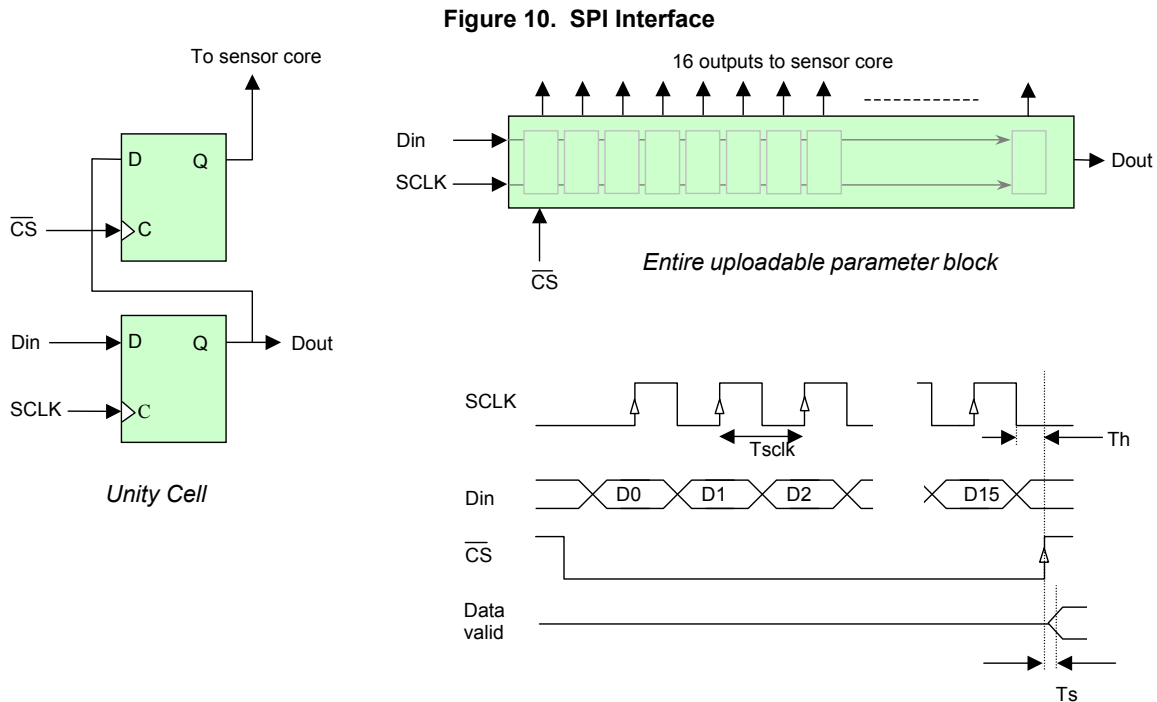 Figure 10. SPI Interface
To sensor core
D Q
CS
C
Din
D Q
Dout
SCLK
C
Unity Cell
16 outputs to sensor core
Din
SCLK
Dout
CS
Entire uploadable parameter block
SCLK
Tsclk
Th
Din
D0 D1 D2 D15
CS
Data
valid
Ts